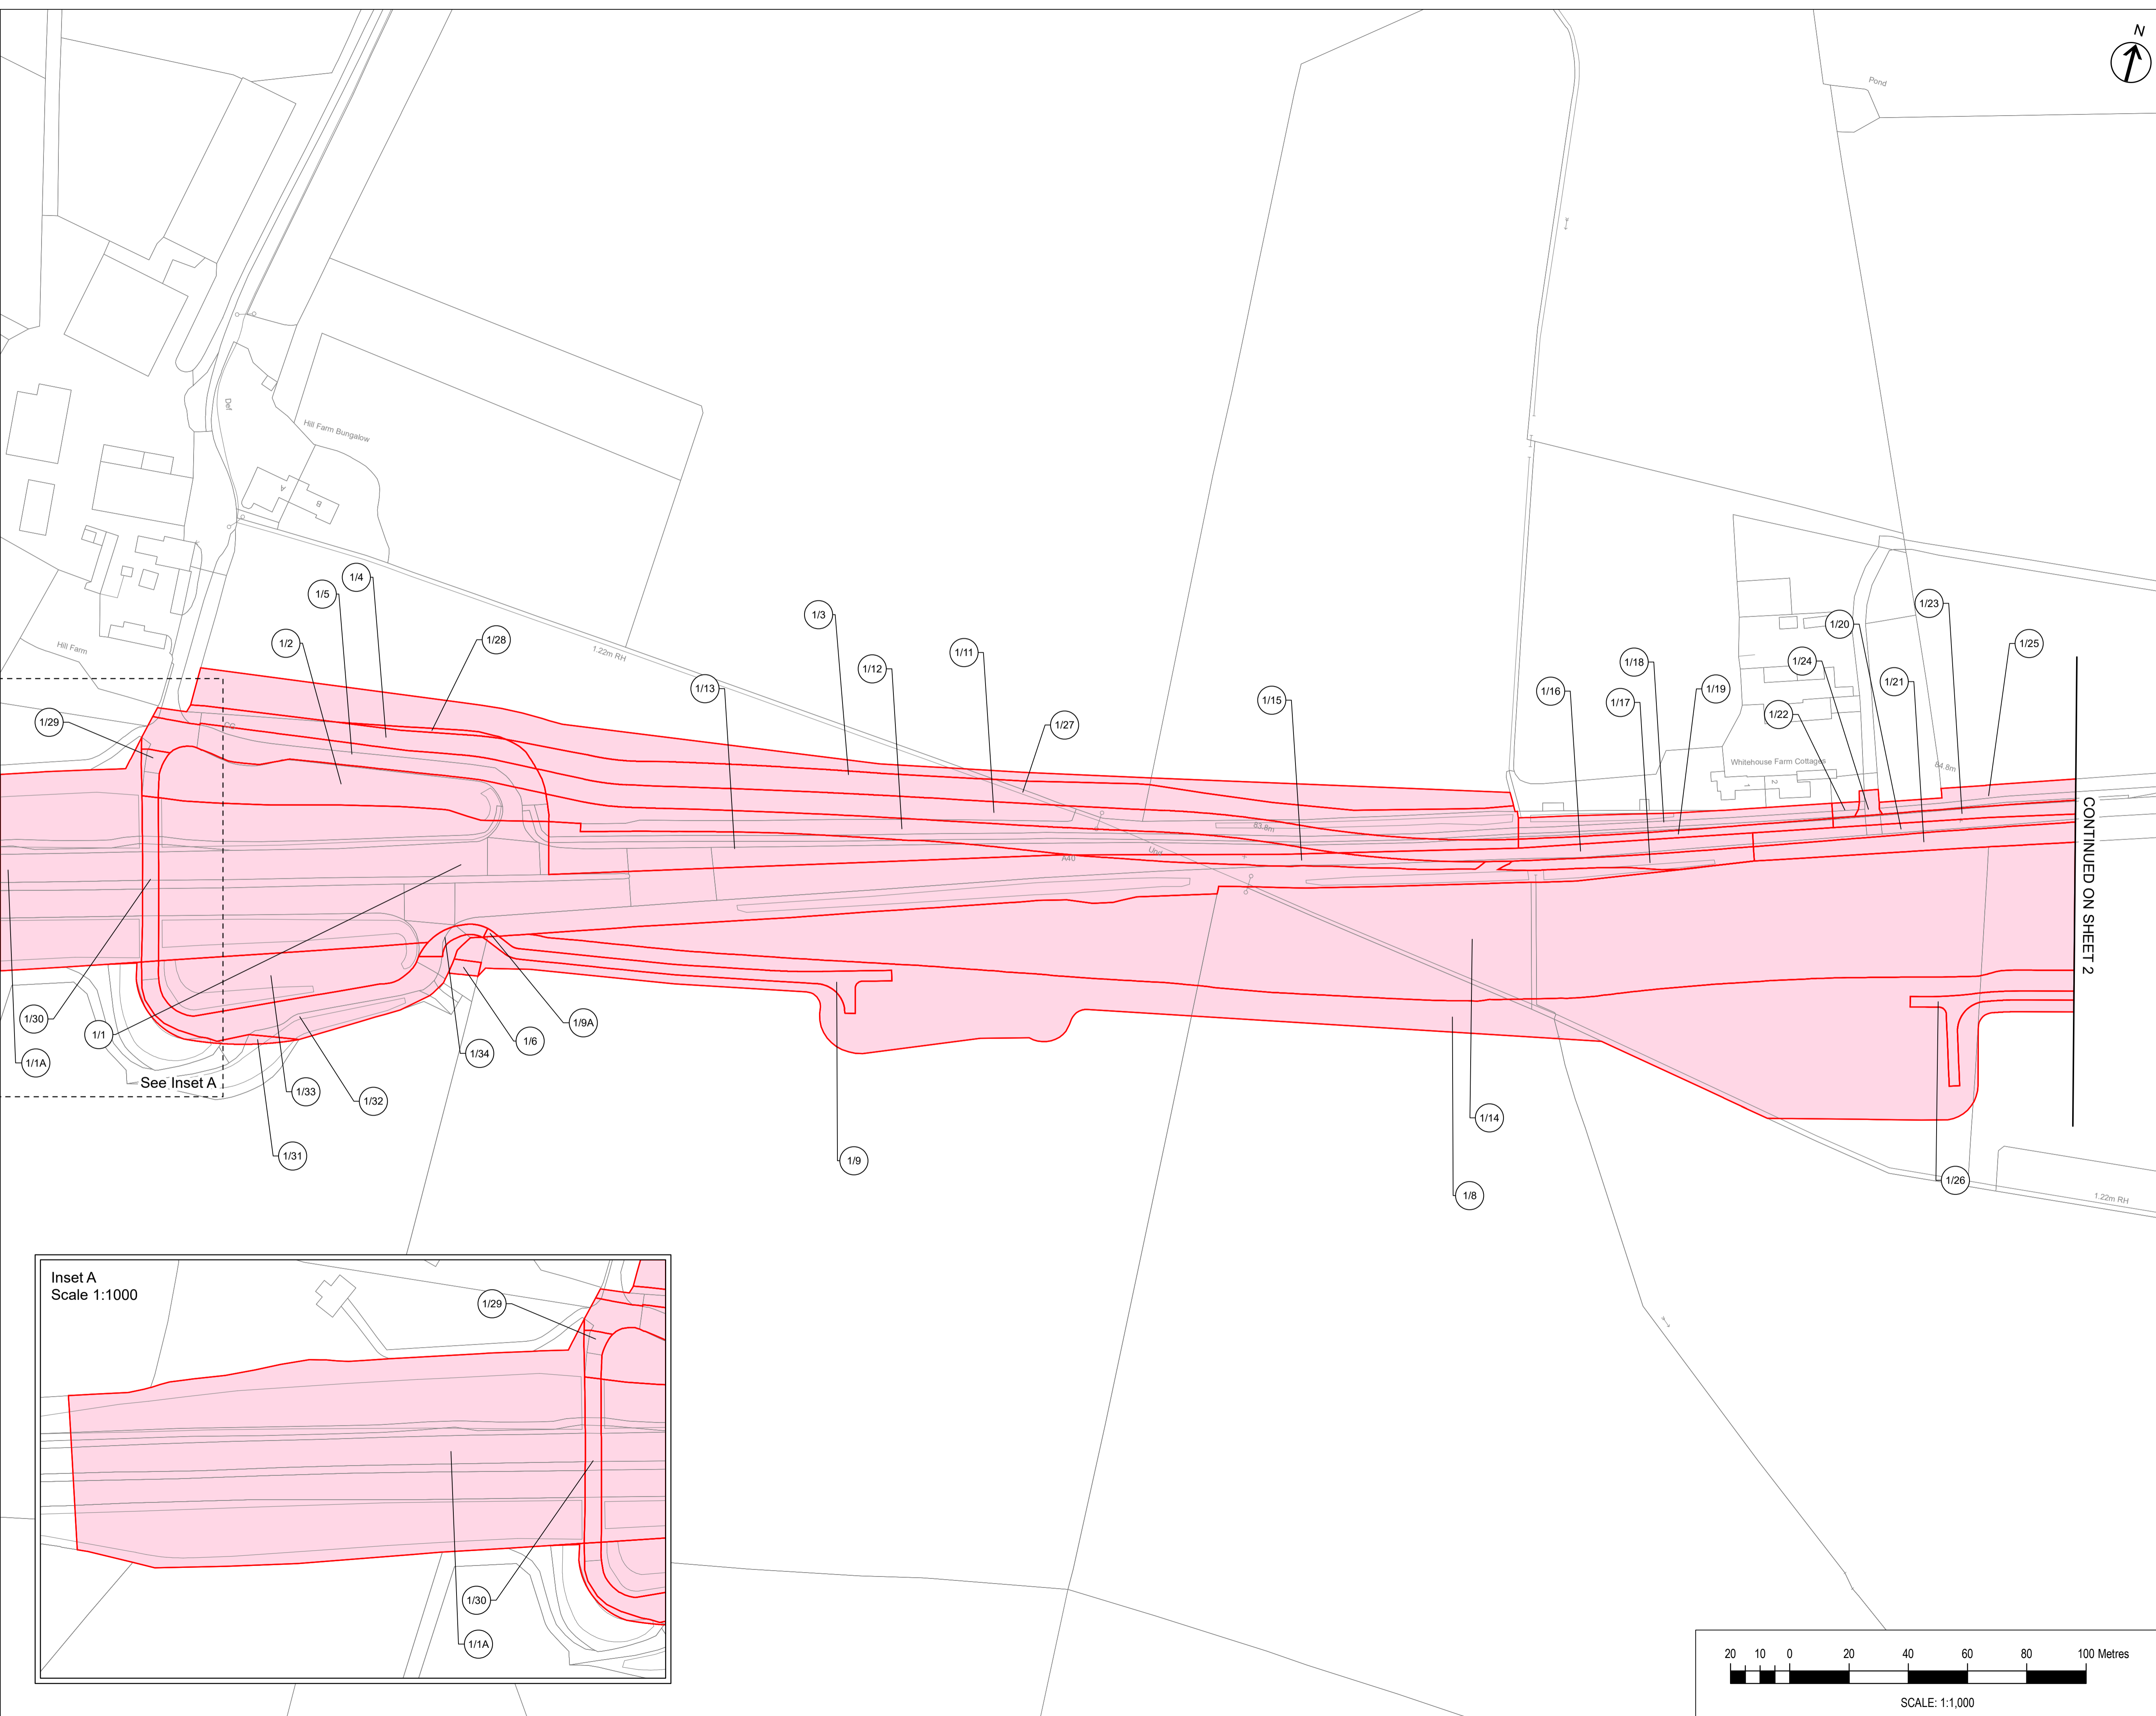 N
Pond
Def
Hill Farm Bungalow
A
B
1/4
1/5
1/23
1/3
1/20
1/28
1/2
1/25
1/11
Hill Farm
1.22m RH
1/18
1/24
1/12
1/21
1/13
1/19
1/16
1/15
1/17
1/22
1/29
CG
1/27
Whitehouse Farm Cottages
1
2
84.8m
83.8m
Und
A40
CONTINUED ON SHEET 2
1/30
1/1
1/9A
1/6
1/34
1/1A
See Inset A
1/33
1/32
1/14
1/31
1/9
1/26
1/8
1.22m RH
Inset A
Scale 1:1000
1/29
1/30
1/1A
20 10 0 20 40 60 80 100 Metres
SCALE: 1:1,000